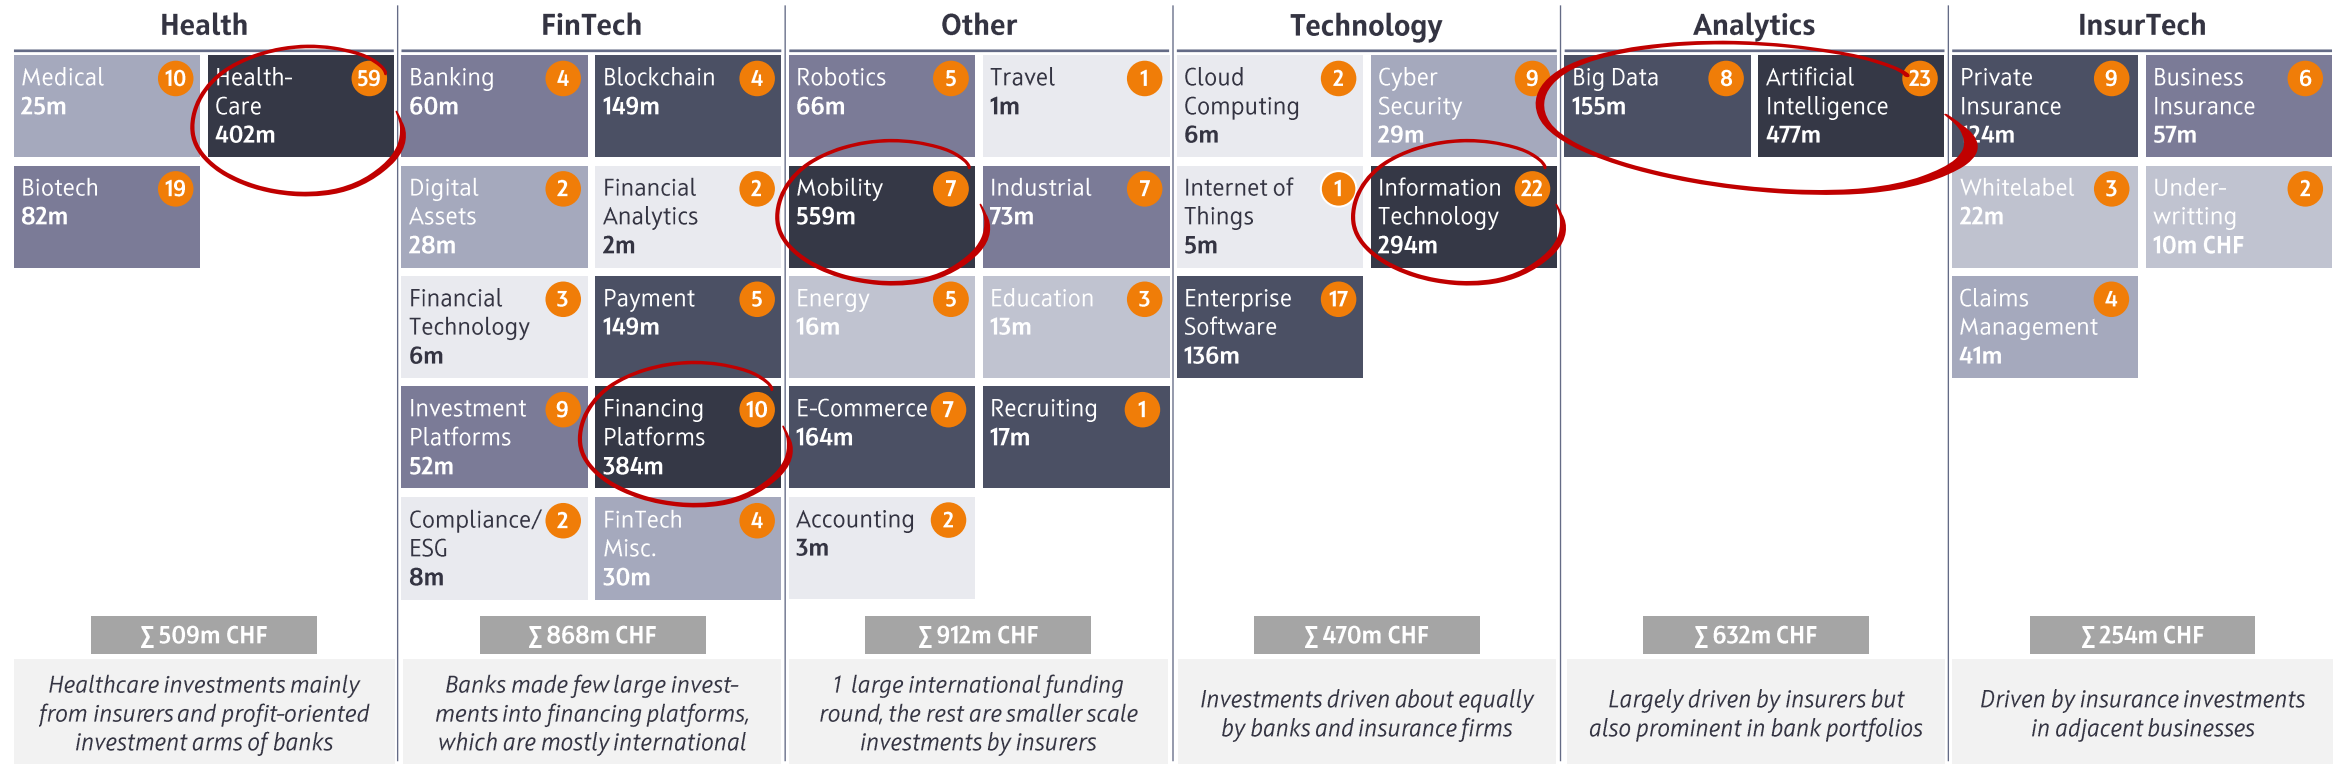 Health
Medical
25m
10
Health-
Care
402m
59
Biotech
82m
19
∑ 509m CHF
Healthcare investments mainly
from insurers and profit-oriented
investment arms of banks
FinTech
Banking
60m
4
Blockchain
149m
4
Digital
Assets
28m
2
Financial
Analytics
2m
2
Financial
Technology
6m
3
Payment
149m
5
Investment
Platforms
52m
9
Financing
Platforms
384m
10
Compliance/
ESG
8m
2
FinTech
Misc.
30m
4
∑ 868m CHF
Banks made few large invest-
ments into financing platforms,
which are mostly international
Other
Robotics
66m
5
Travel
1m
1
Mobility
559m
7
Industrial
73m
7
Energy
16m
5
Education
13m
3
E-Commerce
164m
7
Recruiting
17m
1
Accounting
3m
2
∑ 912m CHF
1 large international funding
round, the rest are smaller scale
investments by insurers
Technology
Cloud
Computing
6m
2
Cyber
Security
29m
9
Internet of
Things
5m
1
Information
Technology
294m
22
Enterprise
Software
136m
17
∑ 470m CHF
Investments driven about equally
by banks and insurance firms
Analytics
Big Data
155m
8
Artificial
Intelligence
477m
23
∑ 632m CHF
Largely driven by insurers but
also prominent in bank portfolios
InsurTech
Private
Insurance
124m
9
Business
Insurance
57m
6
Whitelabel
22m
3
Under-
writting
10m CHF
2
Claims
Management
41m
4
∑ 254m CHF
Driven by insurance investments
in adjacent businesses